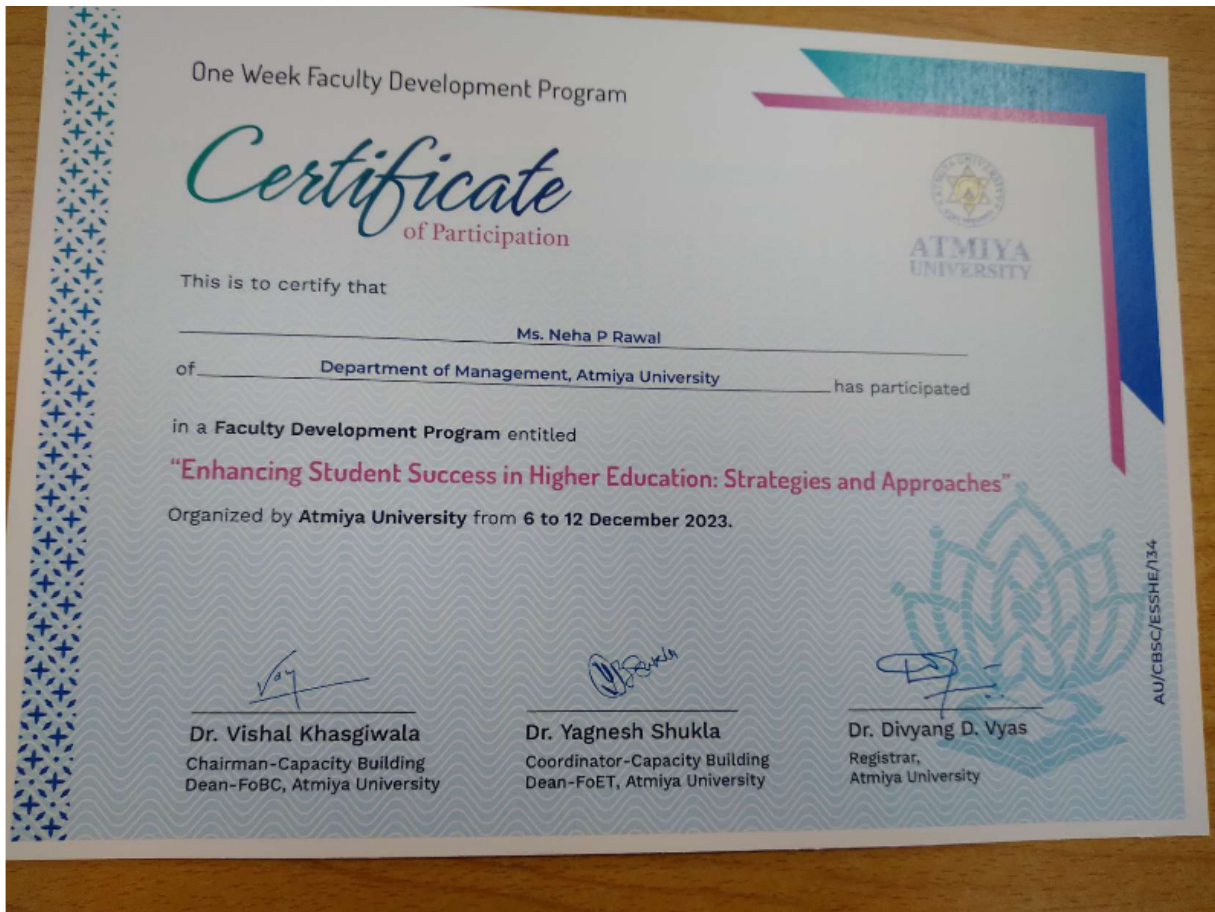 One Week Faculty Development Program
Certificate
of Participation
ATMIYA
UNIVERSITY
This is to certify that
Ms. Neha P Rawal
of Department of Management, Atmiya University has participated
in a Faculty Development Program entitled
“Enhancing Student Success in Higher Education: Strategies and Approaches”
Organized by Atmiya University from 6 to 12 December 2023.
AU/CBSC/ESSHE/134
Dr. Vishal Khasgiwala
Chairman-Capacity Building
Dean-FoBC, Atmiya University
Dr. Yagnesh Shukla
Coordinator-Capacity Building
Dean-FoET, Atmiya University
Dr. Divyang D. Vyas
Registrar,
Atmiya University